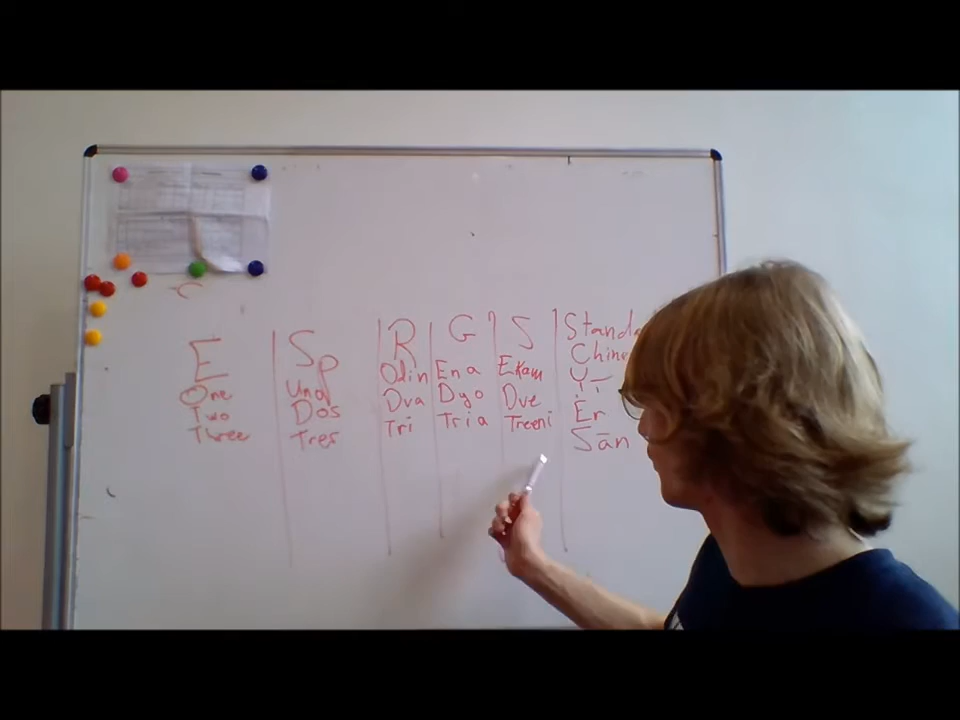 E
One
Two
Three
Sp
Uno
Dos
Tres
R
Odin
Dva
Tri
G
Ena
Dyo
Tria
S
Ekam
Dve
Treeni
Standa
Chine
Yī
Èr
Sān